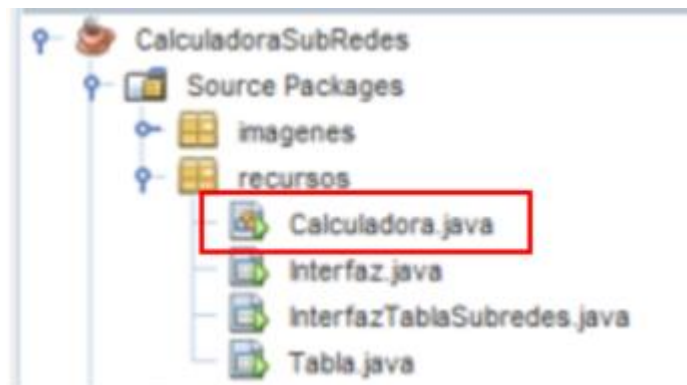 CalculadoraSubRedes
Source Packages
imagenes
recursos
Calculadora.java
Interfaz.java
InterfazTablaSubredes.java
Tabla.java